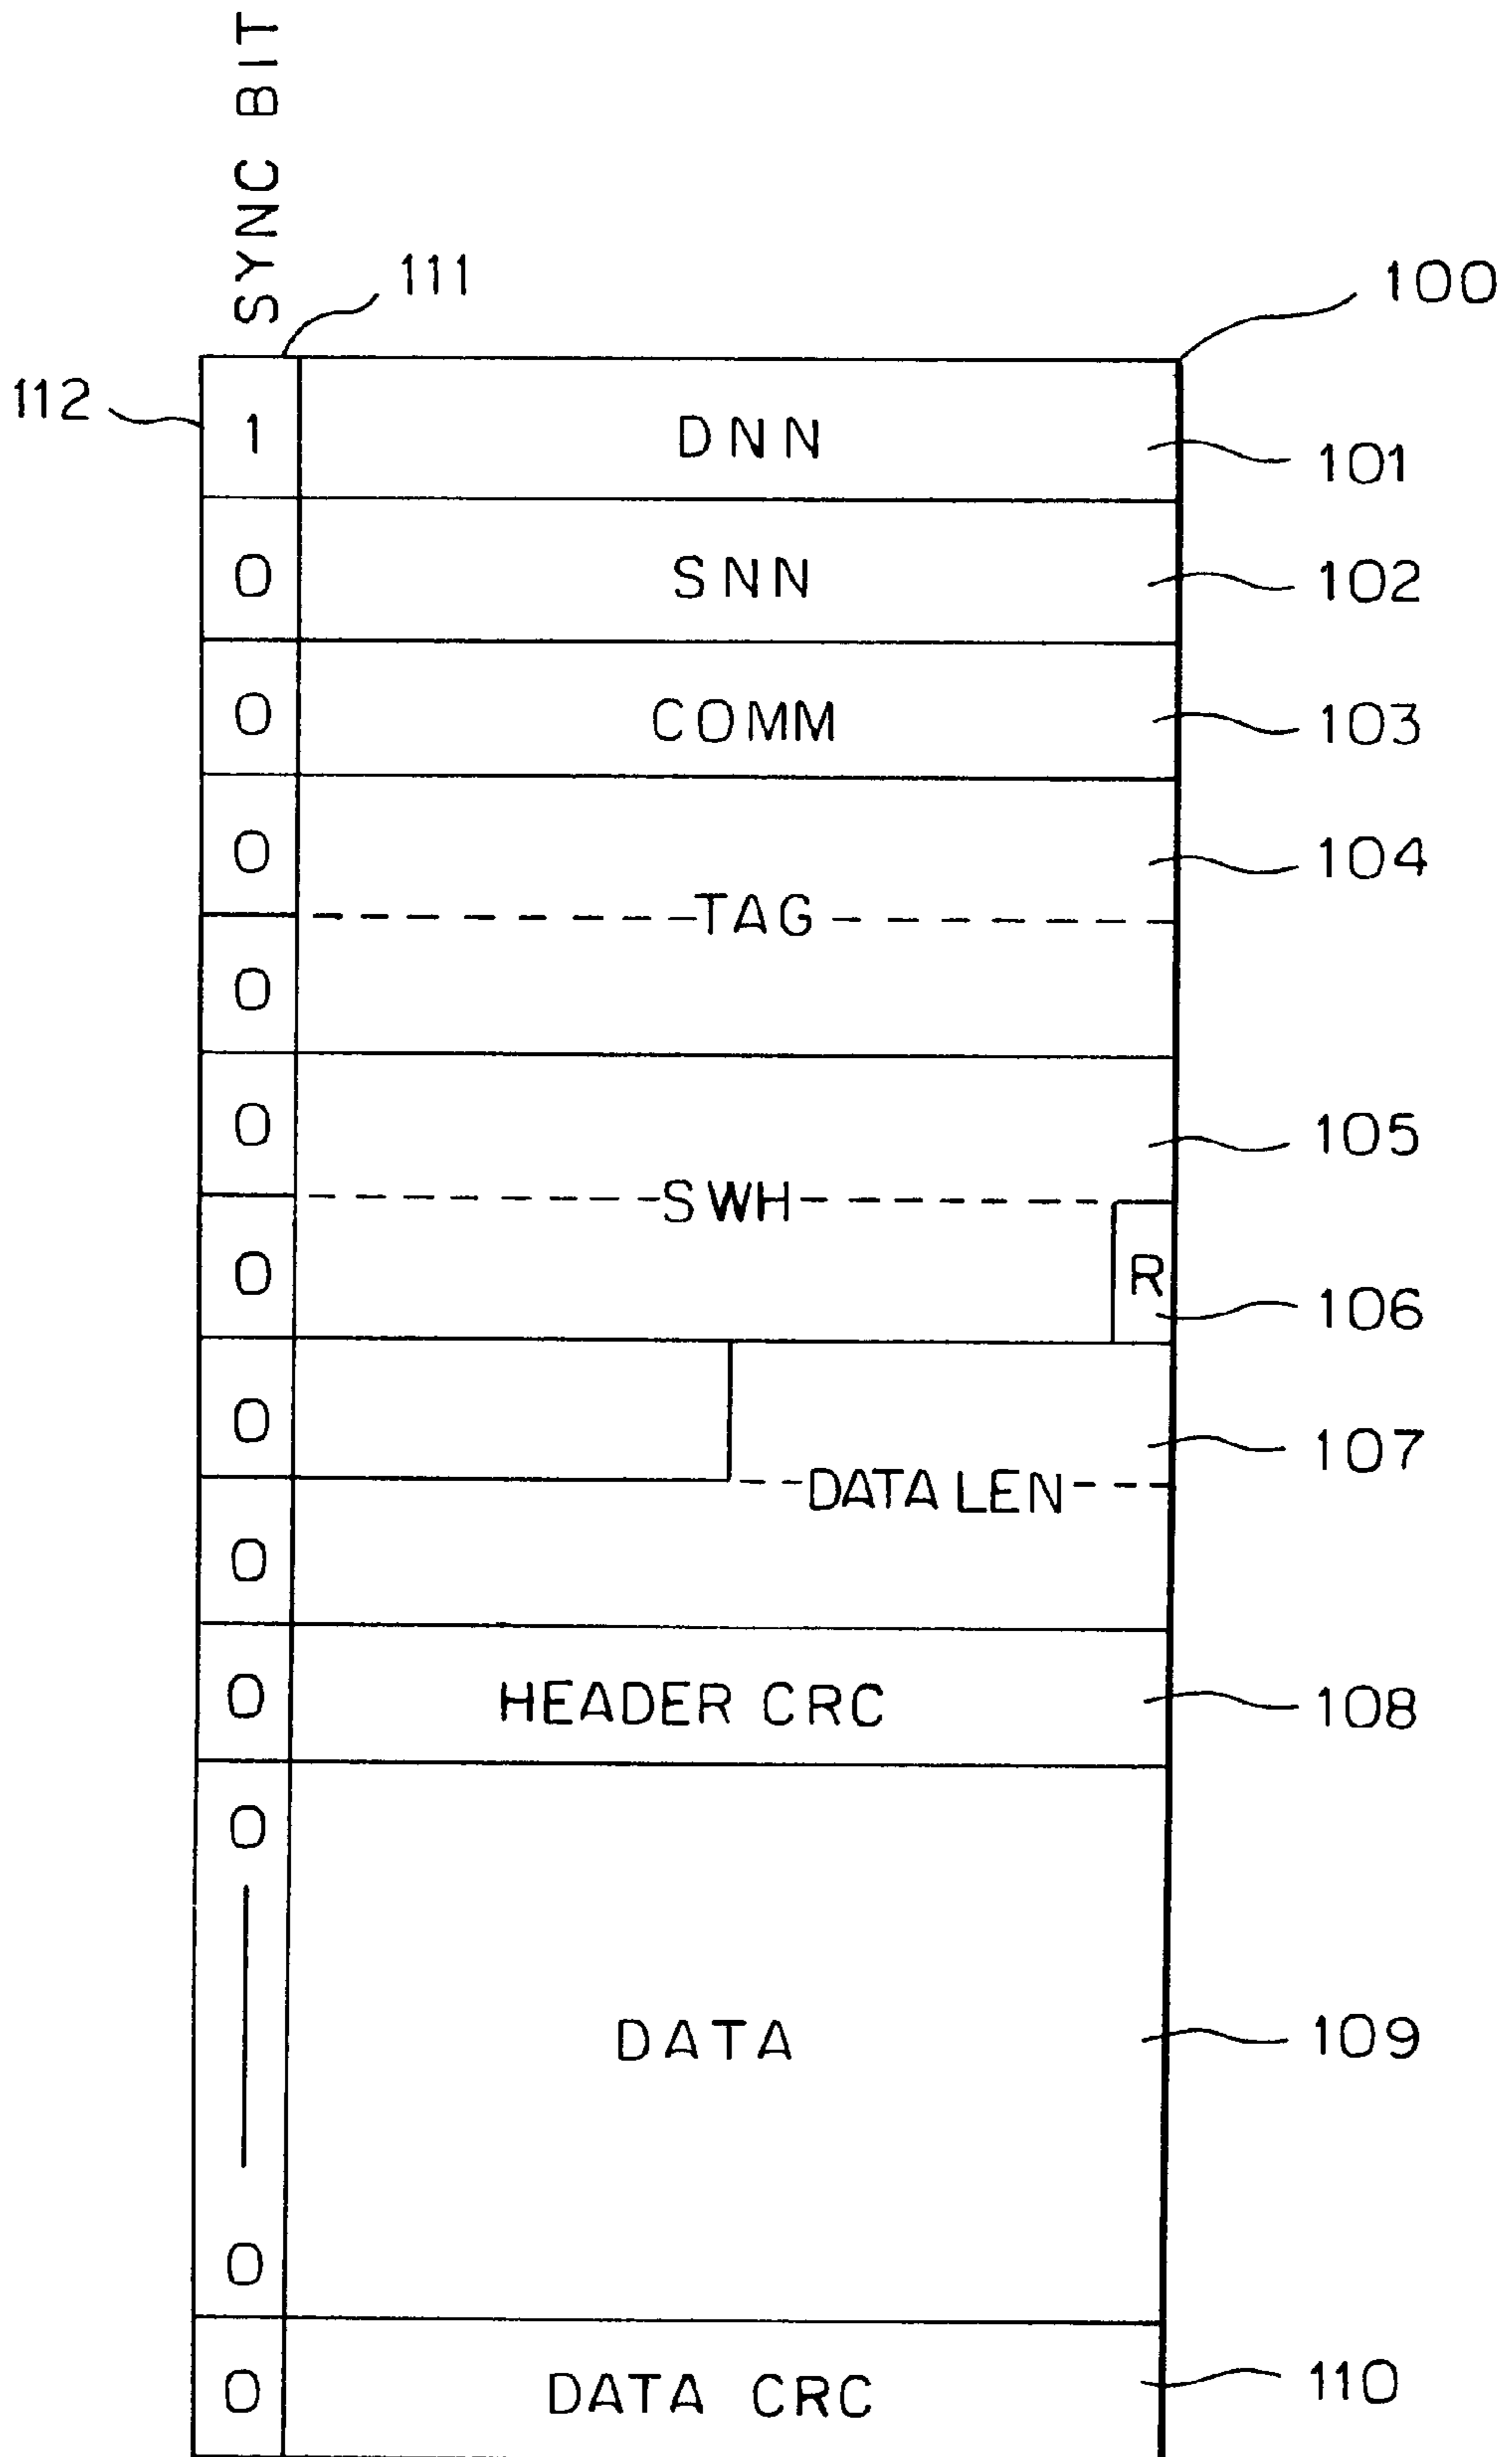 SYNC BIT
111
100
112
1 DNN 101
0 SNN 102
0 COMM 103
0 104
TAG
0
0 105
SWH
0 R 106
0 107
DATA LEN
0
0 HEADER CRC 108
0
DATA 109
0
0 DATA CRC 110